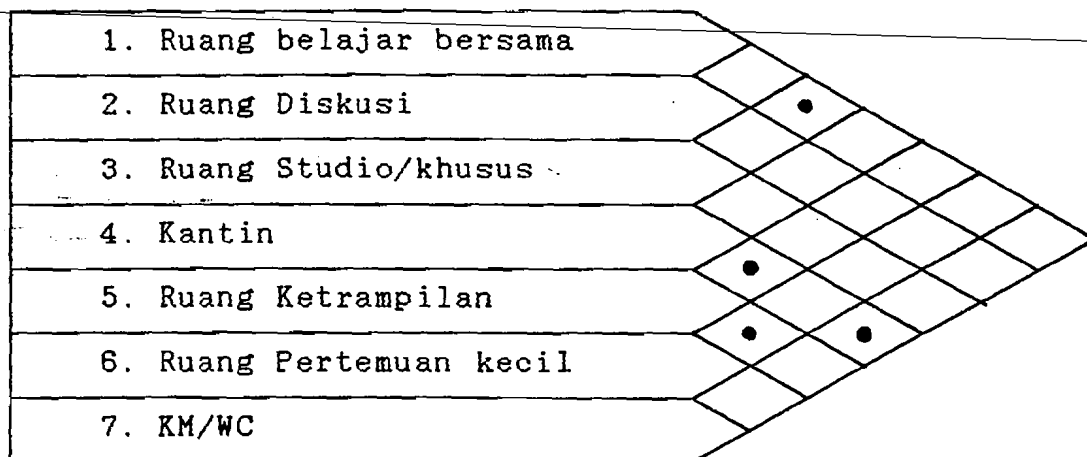 1. Ruang belajar bersama
2. Ruang Diskusi
3. Ruang Studio/khusus
4. Kantin
5. Ruang Ketrampilan
6. Ruang Pertemuan kecil
7. KM/WC